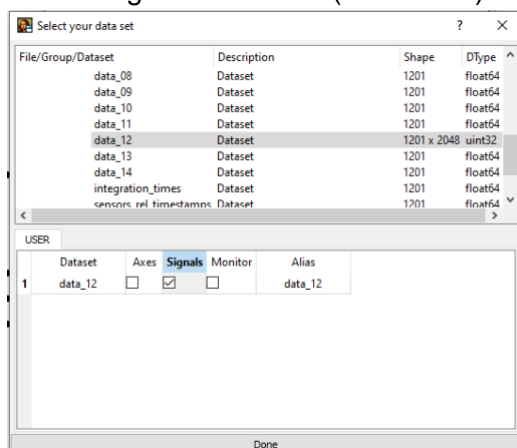 Select your data set ? ×
File/Group/Dataset Description Shape DType
data_08 Dataset 1201 float64
data_09 Dataset 1201 float64
data_10 Dataset 1201 float64
data_11 Dataset 1201 float64
data_12 Dataset 1201 x 2048 uint32
data_13 Dataset 1201 float64
data_14 Dataset 1201 float64
integration_times Dataset 1201 float64
sensors_rel_timestamps Dataset 1201 float64
USER
Dataset Axes Signals Monitor Alias
1 data_12 data_12
Done